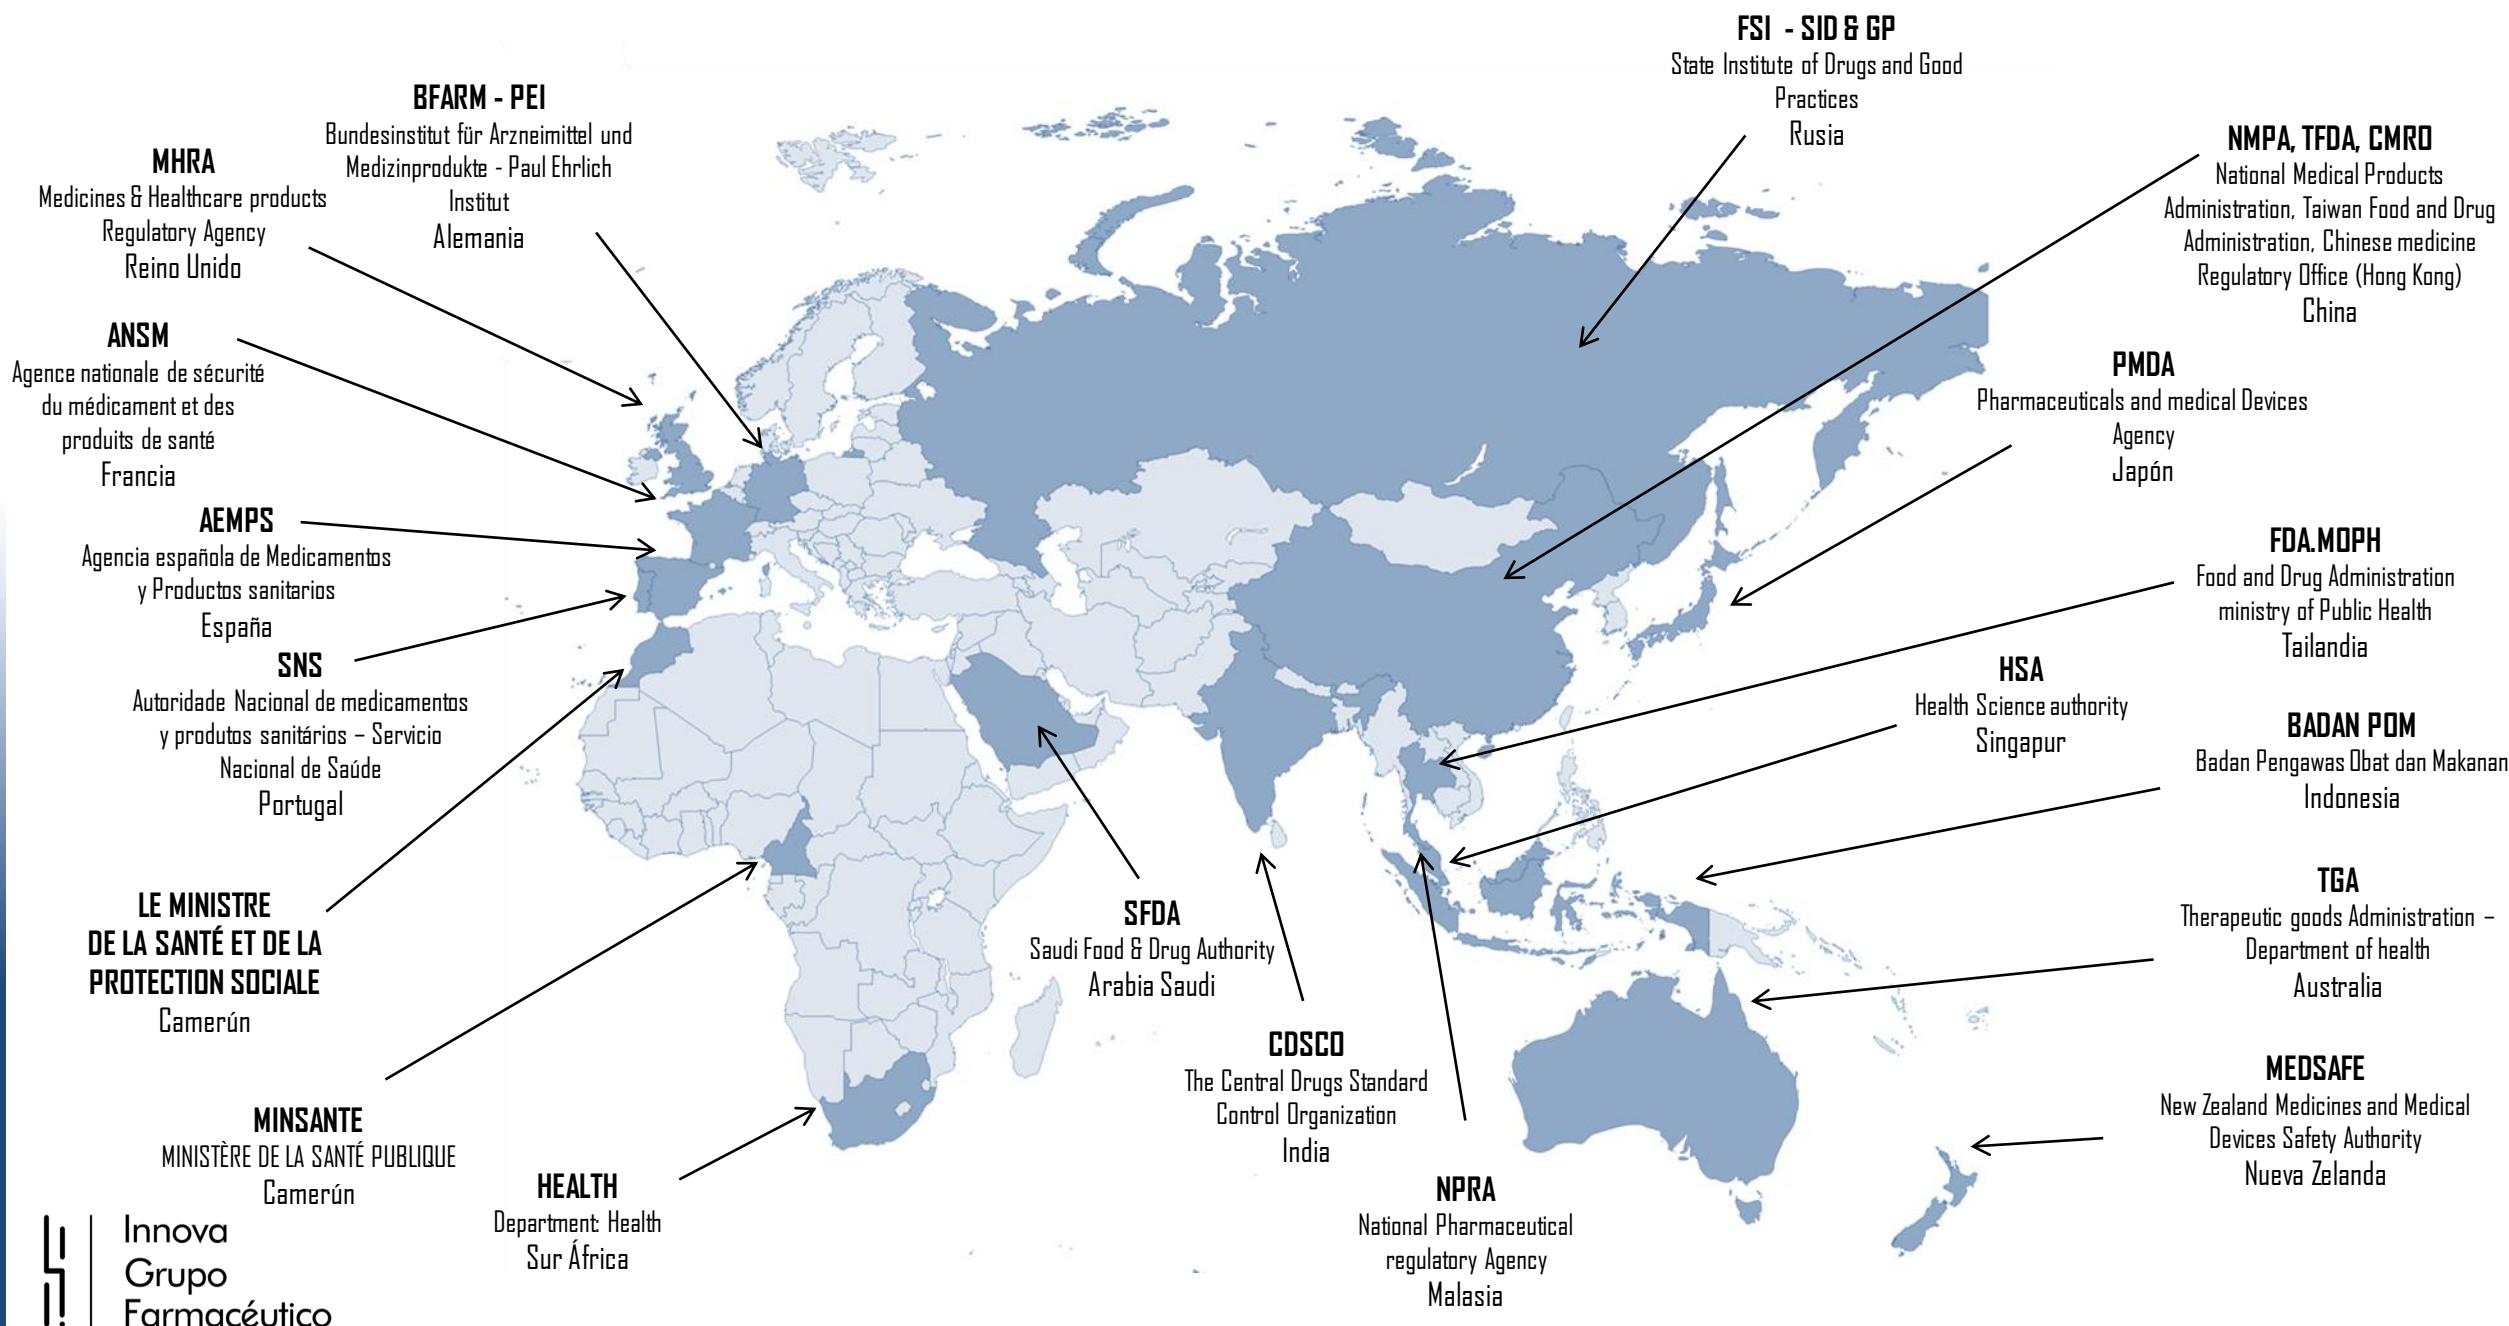 FSI - SID & GP
State Institute of Drugs and Good
Practices
Rusia
BFARM - PEI
Bundesinstitut für Arzneimittel und
Medizinprodukte - Paul Ehrlich
Institut
Alemania
MHRA
Medicines & Healthcare products
Regulatory Agency
Reino Unido
NMPA, TFDA, CMRO
National Medical Products
Administration, Taiwan Food and Drug
Administration, Chinese medicine
Regulatory Office (Hong Kong)
China
ANSM
Agence nationale de sécurité
du médicament et des
produits de santé
Francia
PMDA
Pharmaceuticals and medical Devices
Agency
Japón
AEMPS
Agencia española de Medicamentos
y Productos sanitarios
España
FDA.MOPH
Food and Drug Administration
ministry of Public Health
Tailandia
SNS
Autoridade Nacional de medicamentos
y produtos sanitários – Servicio
Nacional de Saúde
Portugal
HSA
Health Science authority
Singapur
BADAN POM
Badan Pengawas Obat dan Makanan
Indonesia
LE MINISTRE
DE LA SANTÉ ET DE LA
PROTECTION SOCIALE
Camerún
SFDA
Saudi Food & Drug Authority
Arabia Saudi
TGA
Therapeutic goods Administration –
Department of health
Australia
CDSCO
The Central Drugs Standard
Control Organization
India
MEDSAFE
New Zealand Medicines and Medical
Devices Safety Authority
Nueva Zelanda
MINSANTE
MINISTÈRE DE LA SANTÉ PUBLIQUE
Camerún
HEALTH
Department: Health
Sur África
NPRA
National Pharmaceutical
regulatory Agency
Malasia
Innova
Grupo
Farmacéutico